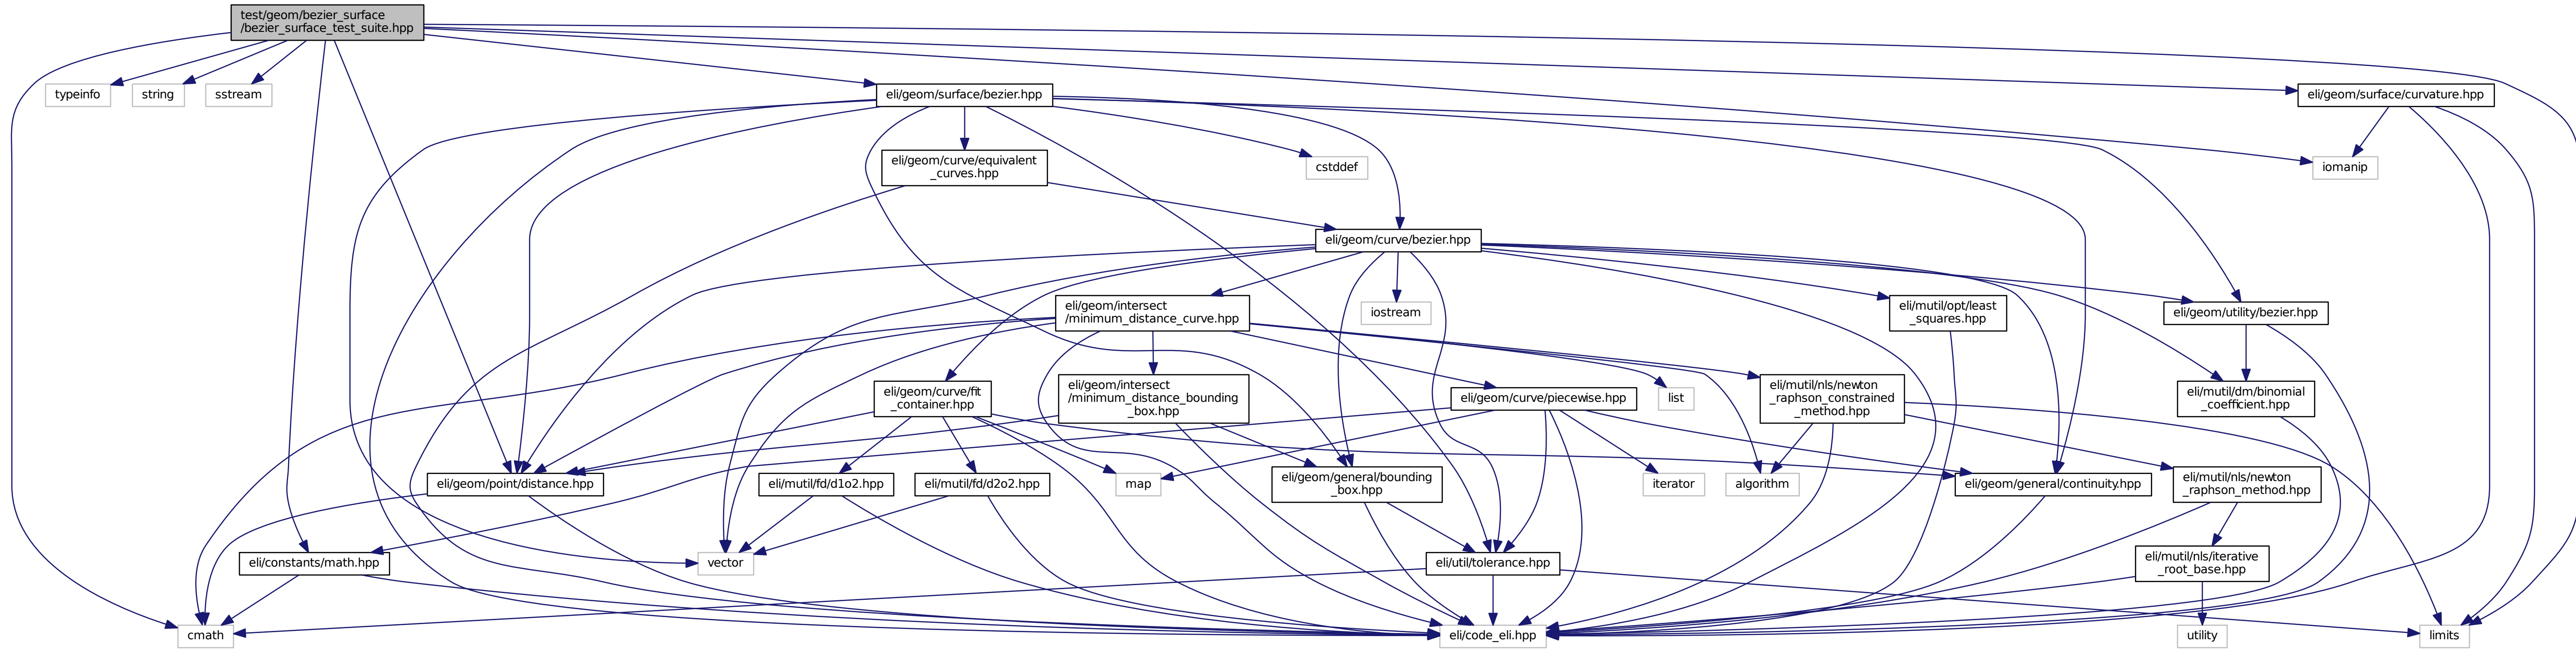 test/geom/bezier_surface
/bezier_surface_test_suite.hpp
typeinfo
string
sstream
eli/geom/surface/bezier.hpp
eli/geom/surface/curvature.hpp
eli/geom/curve/equivalent
_curves.hpp
cstddef
iomanip
eli/geom/curve/bezier.hpp
eli/geom/intersect
/minimum_distance_curve.hpp
iostream
eli/mutil/opt/least
_squares.hpp
eli/geom/utility/bezier.hpp
eli/geom/curve/fit
_container.hpp
eli/geom/intersect
/minimum_distance_bounding
_box.hpp
eli/geom/curve/piecewise.hpp
list
eli/mutil/nls/newton
_raphson_constrained
_method.hpp
eli/mutil/dm/binomial
_coefficient.hpp
eli/geom/point/distance.hpp
eli/mutil/fd/d1o2.hpp
eli/mutil/fd/d2o2.hpp
map
eli/geom/general/bounding
_box.hpp
iterator
algorithm
eli/geom/general/continuity.hpp
eli/mutil/nls/newton
_raphson_method.hpp
eli/constants/math.hpp
vector
eli/util/tolerance.hpp
eli/mutil/nls/iterative
_root_base.hpp
cmath
eli/code_eli.hpp
utility
limits